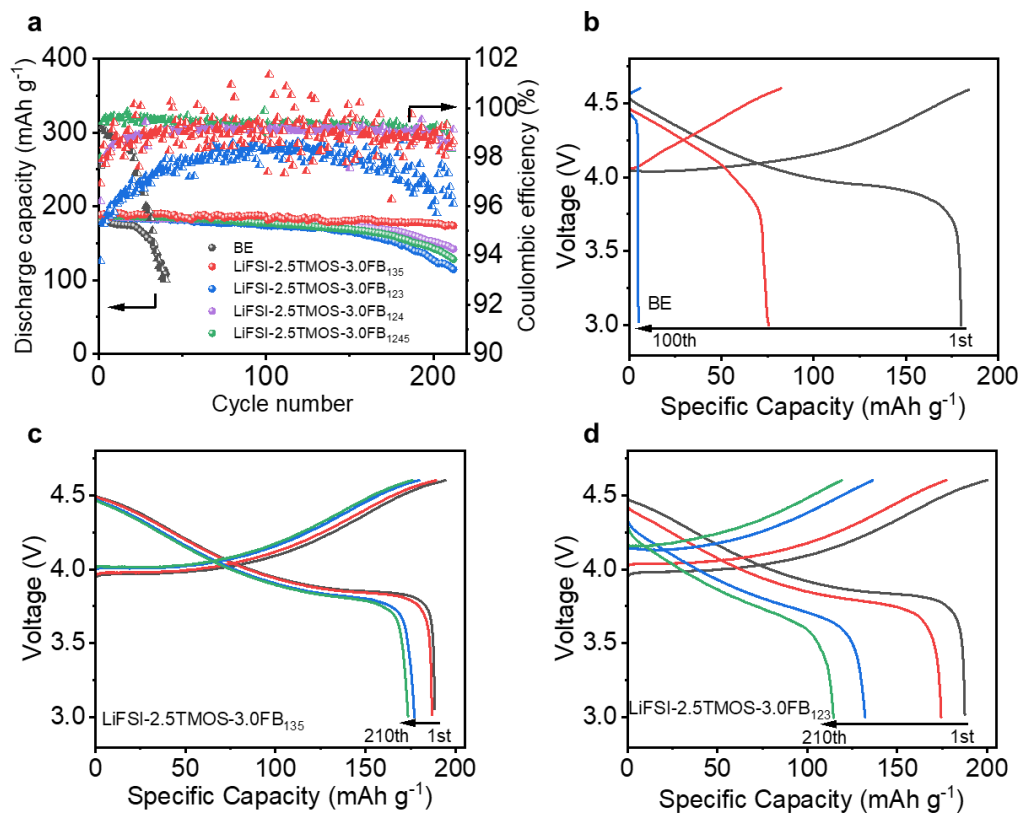 a
Discharge capacity (mAh g⁻¹)
400
300
200
100
0
102
100
98
96
94
92
90
Coulombic efficiency (%)
BE
LiFSI-2.5TMOS-3.0FB₁₃₅
LiFSI-2.5TMOS-3.0FB₁₂₃
LiFSI-2.5TMOS-3.0FB₁₂₄
LiFSI-2.5TMOS-3.0FB₁₂₄₅
0 100 200
Cycle number
b
Voltage (V)
4.5
4.0
3.5
3.0
BE
100th 1st
0 50 100 150 200
Specific Capacity (mAh g⁻¹)
c
Voltage (V)
4.5
4.0
3.5
3.0
LiFSI-2.5TMOS-3.0FB₁₃₅
210th 1st
0 50 100 150 200
Specific Capacity (mAh g⁻¹)
d
Voltage (V)
4.5
4.0
3.5
3.0
LiFSI-2.5TMOS-3.0FB₁₂₃
210th 1st
0 50 100 150 200
Specific Capacity (mAh g⁻¹)